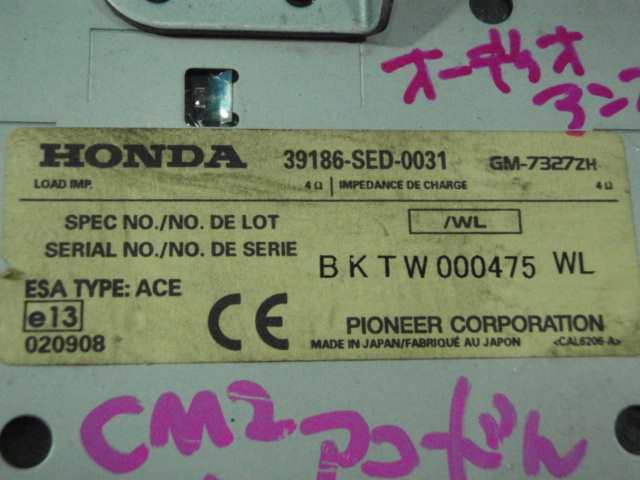 オーディオ
アンプ
HONDA 39186-SED-0031 GM-7327ZH
LOAD IMP. 4Ω IMPEDANCE DE CHARGE 4Ω
SPEC NO./NO. DE LOT /WL
SERIAL NO./NO. DE SERIE BKTW000475 WL
ESA TYPE: ACE
e13
020908
CE
PIONEER CORPORATION
MADE IN JAPAN/FABRIQUÉ AU JAPON <CAL6206-A>
CM2 アコードん